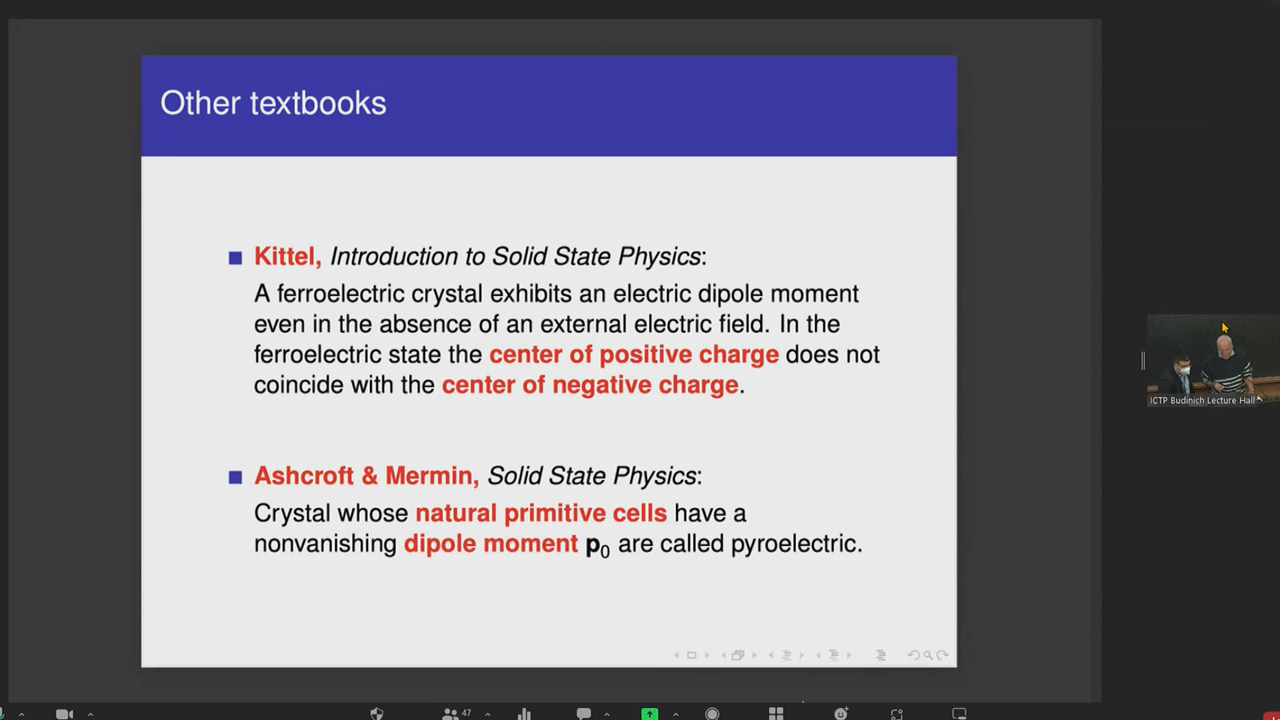 Other textbooks
Kittel, Introduction to Solid State Physics:
A ferroelectric crystal exhibits an electric dipole moment
even in the absence of an external electric field. In the
ferroelectric state the center of positive charge does not
coincide with the center of negative charge.
Ashcroft & Mermin, Solid State Physics:
Crystal whose natural primitive cells have a
nonvanishing dipole moment p₀ are called pyroelectric.
ICTP Budinich Lecture Hall
47